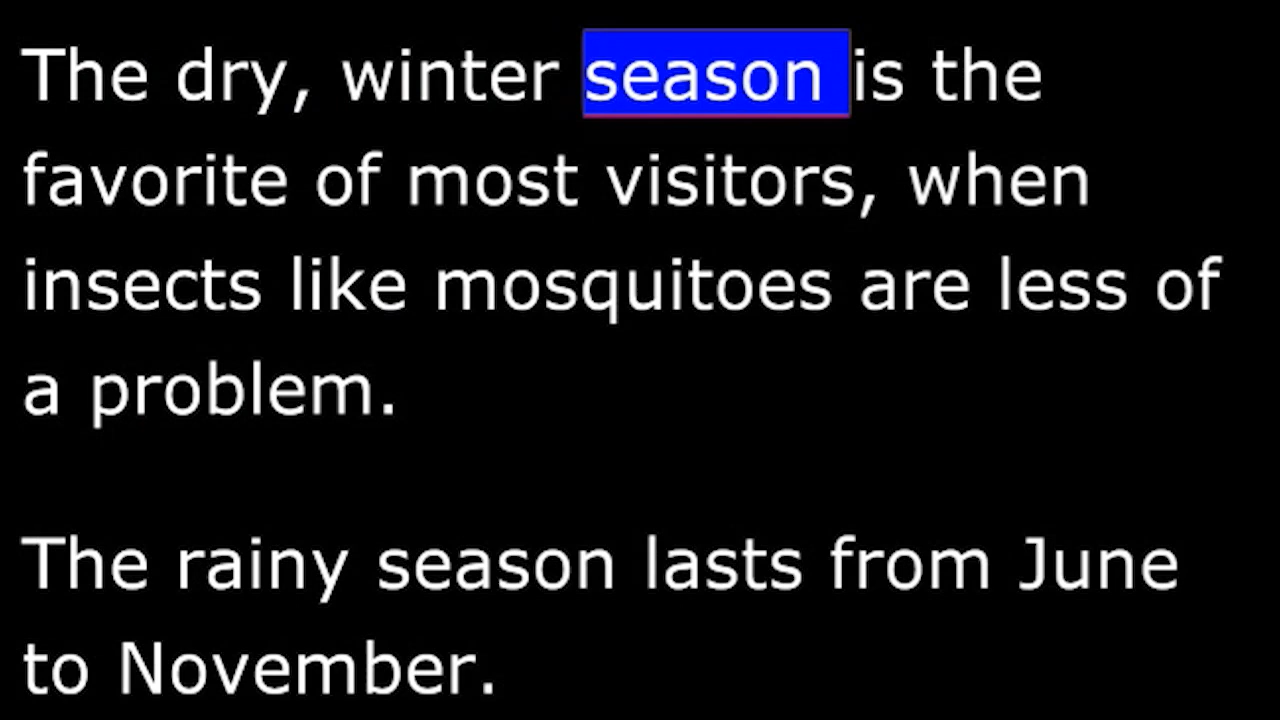 The dry, winter season is the
favorite of most visitors, when
insects like mosquitoes are less of
a problem.
The rainy season lasts from June
to November.